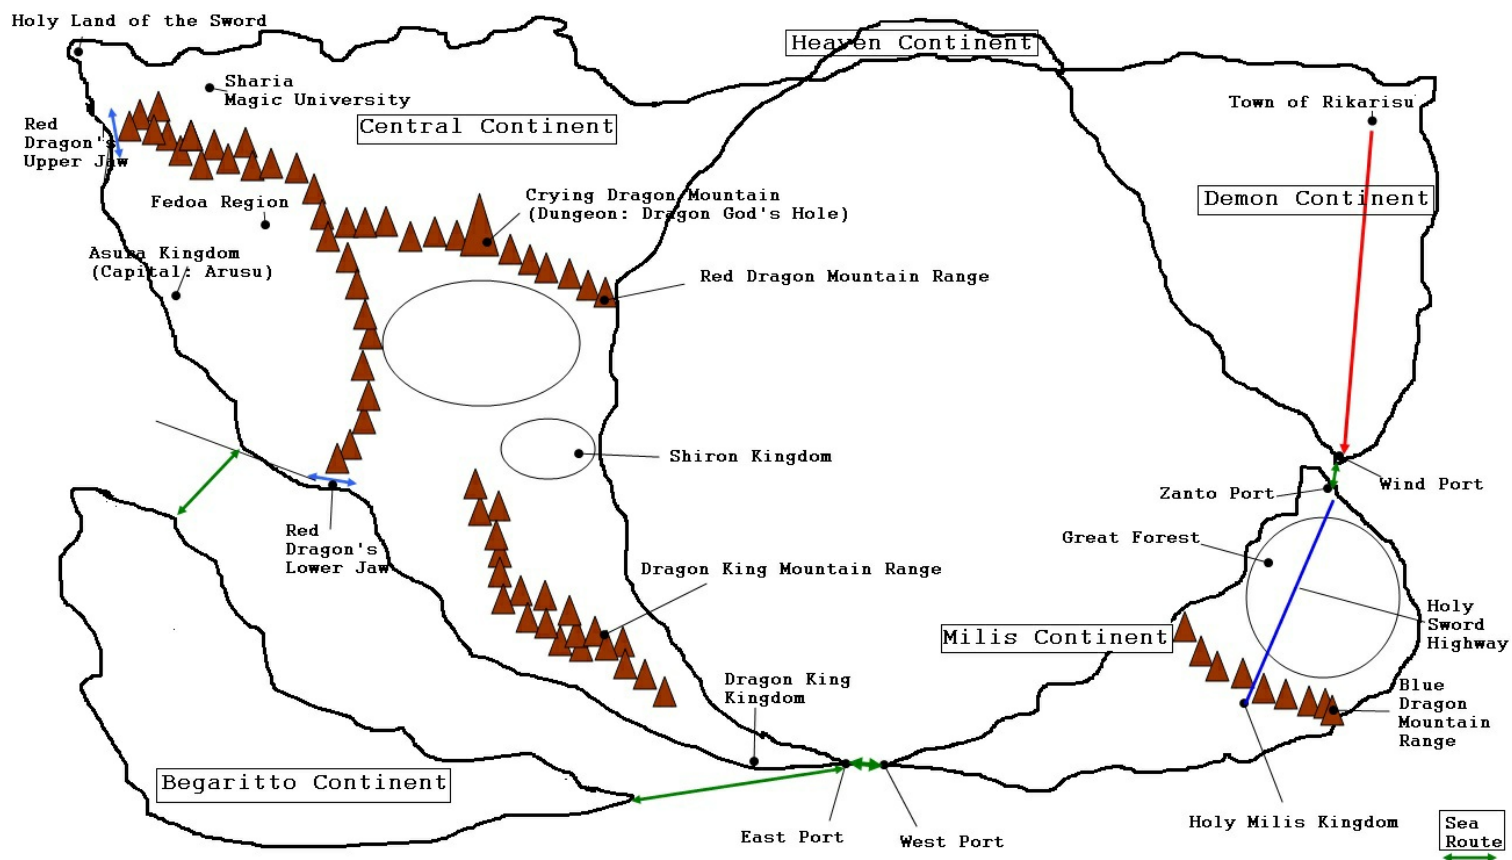 Holy Land of the Sword
Heaven Continent
Sharia
Magic University
Town of Rikarisu
Central Continent
Red
Dragon's
Upper Jaw
Crying Dragon Mountain
(Dungeon: Dragon God's Hole)
Demon Continent
Fedoa Region
Asura Kingdom
(Capital: Arusu)
Red Dragon Mountain Range
Shiron Kingdom
Wind Port
Zanto Port
Red
Dragon's
Lower Jaw
Great Forest
Dragon King Mountain Range
Holy
Sword
Highway
Milis Continent
Dragon King
Kingdom
Blue
Dragon
Mountain
Range
Begaritto Continent
East Port
West Port
Holy Milis Kingdom
Sea
Route